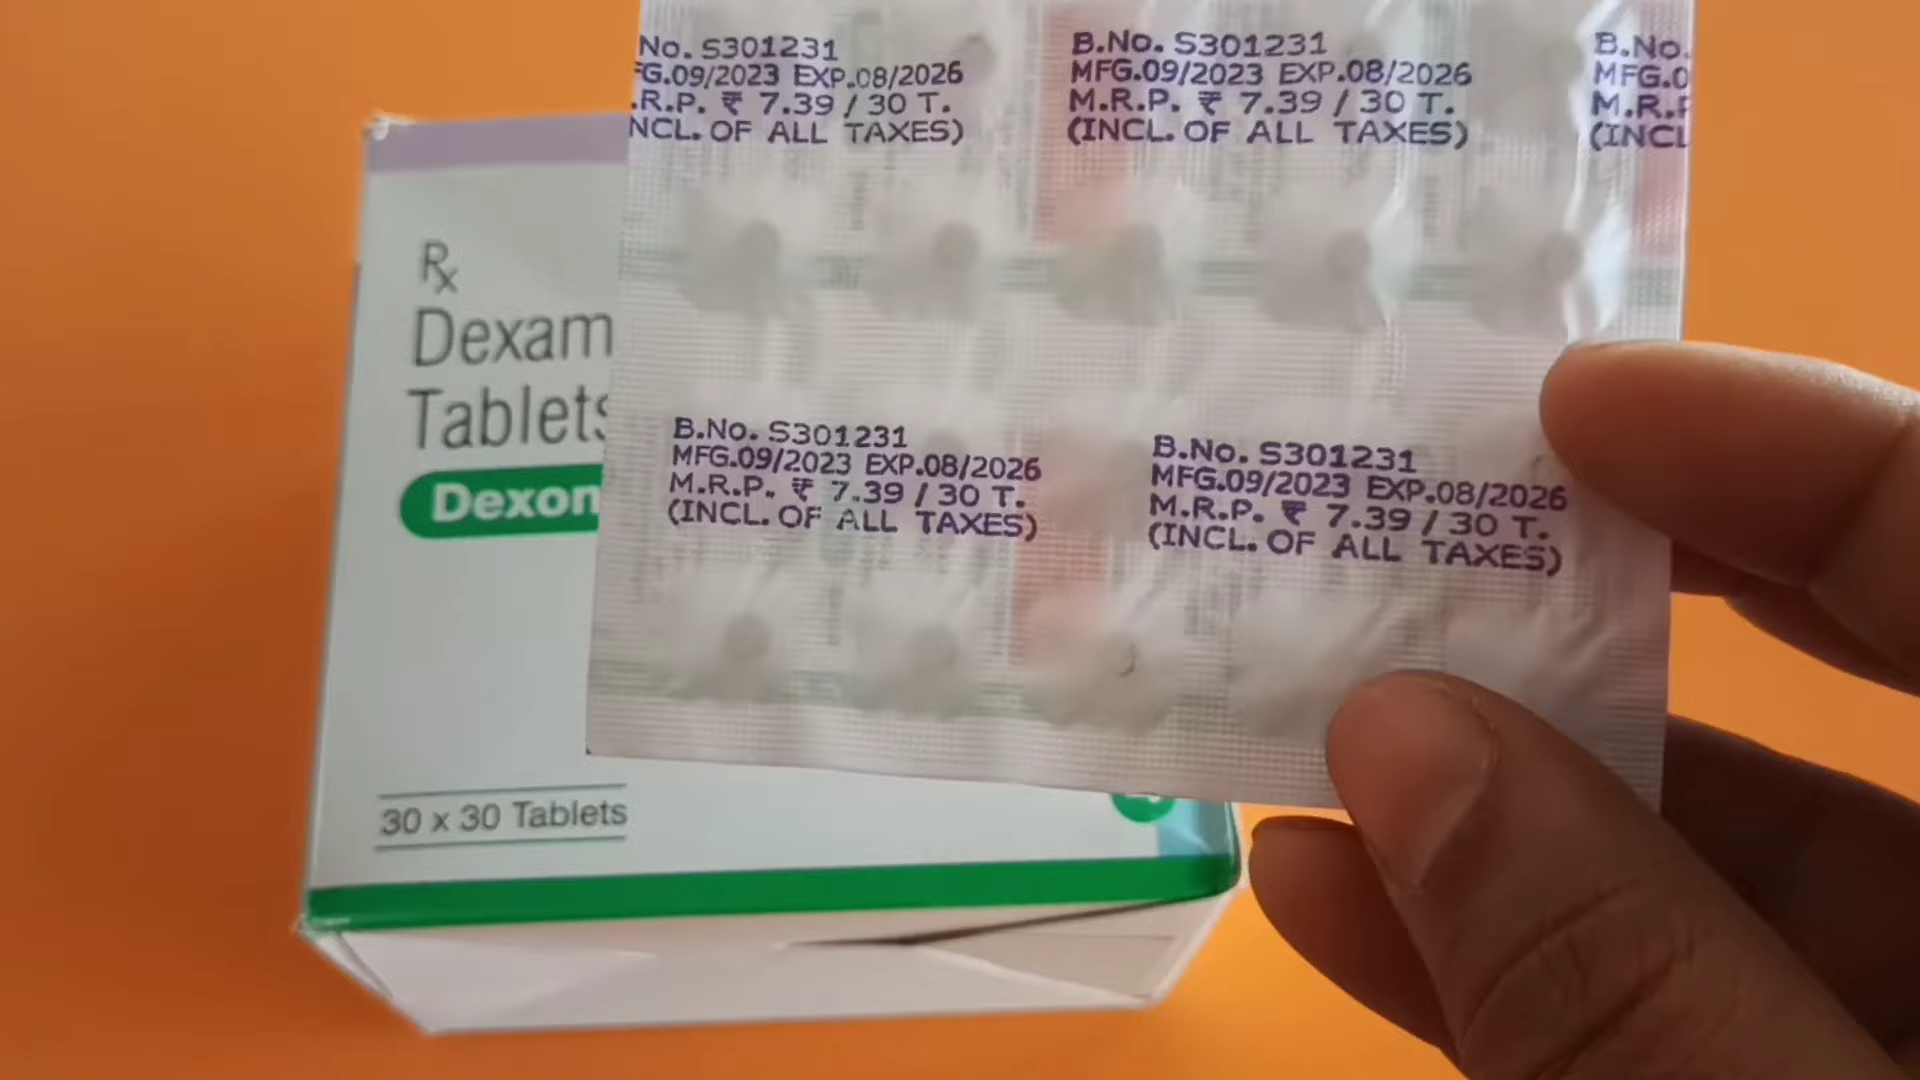 No. S301231
G.09/2023 EXP.08/2026
.R.P. ₹ 7.39 / 30 T.
NCL. OF ALL TAXES)
B.No. S301231
MFG.09/2023 EXP.08/2026
M.R.P. ₹ 7.39 / 30 T.
(INCL. OF ALL TAXES)
B.No.
MFG.0
M.R.P
(INCL
Rx
Dexam
Tablets
Dexon
B.No. S301231
MFG.09/2023 EXP.08/2026
M.R.P. ₹ 7.39 / 30 T.
(INCL. OF ALL TAXES)
B.No. S301231
MFG.09/2023 EXP.08/2026
M.R.P. ₹ 7.39 / 30 T.
(INCL. OF ALL TAXES)
30 x 30 Tablets